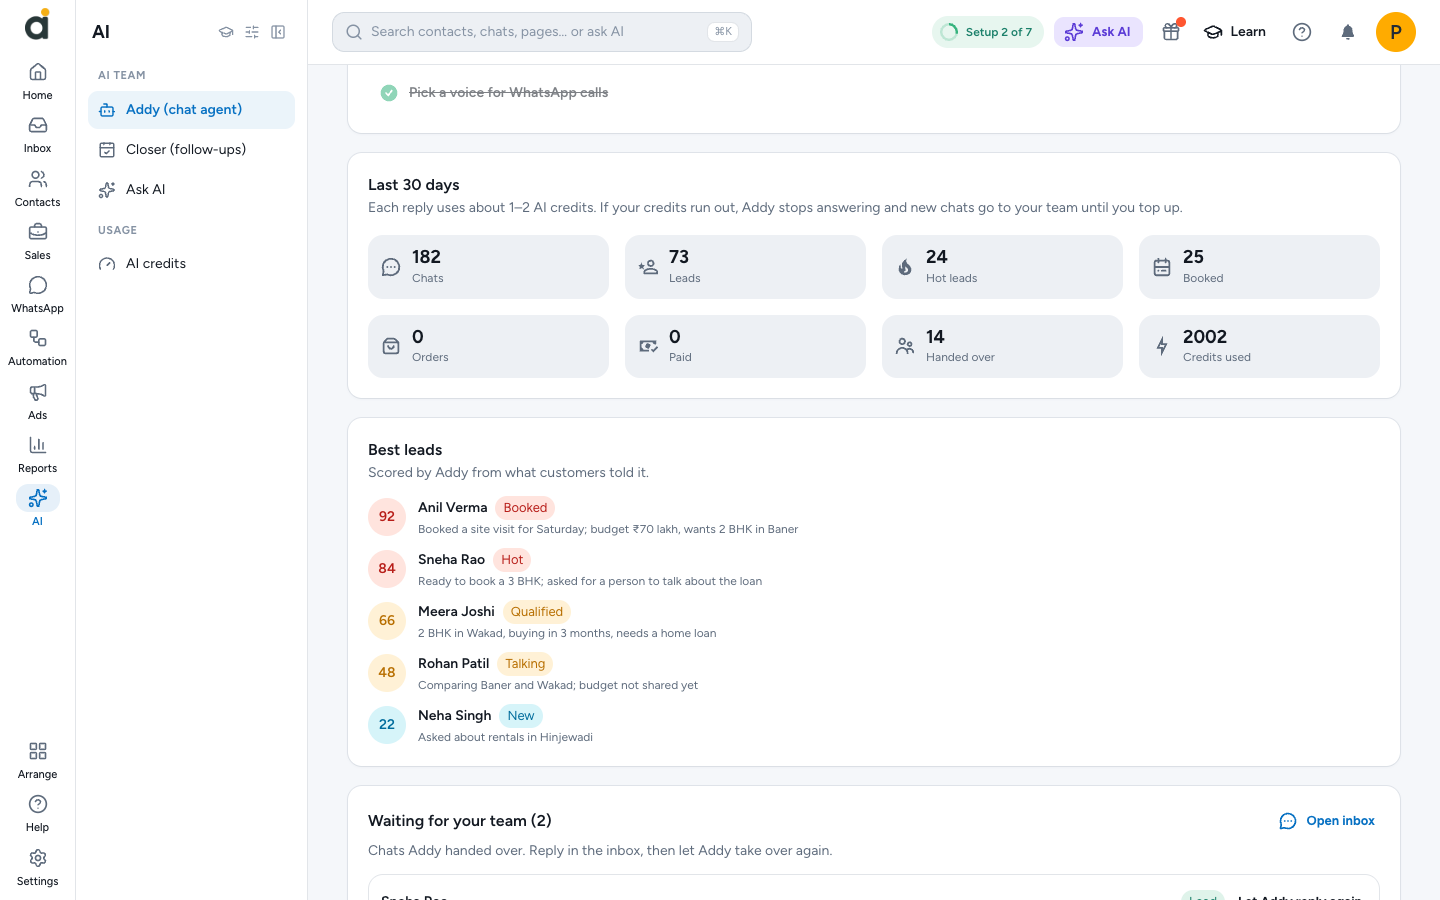 AI
Search contacts, chats, pages... or ask AI
⌘K
Setup 2 of 7
Ask AI
Learn
P
Home
Inbox
Contacts
Sales
WhatsApp
Automation
Ads
Reports
AI
Arrange
Help
Settings
AI TEAM
Addy (chat agent)
Closer (follow-ups)
Ask AI
USAGE
AI credits
Pick a voice for WhatsApp calls
Last 30 days
Each reply uses about 1–2 AI credits. If your credits run out, Addy stops answering and new chats go to your team until you top up.
182
Chats
73
Leads
24
Hot leads
25
Booked
0
Orders
0
Paid
14
Handed over
2002
Credits used
Best leads
Scored by Addy from what customers told it.
92
Anil Verma Booked
Booked a site visit for Saturday; budget ₹70 lakh, wants 2 BHK in Baner
84
Sneha Rao Hot
Ready to book a 3 BHK; asked for a person to talk about the loan
66
Meera Joshi Qualified
2 BHK in Wakad, buying in 3 months, needs a home loan
48
Rohan Patil Talking
Comparing Baner and Wakad; budget not shared yet
22
Neha Singh New
Asked about rentals in Hinjewadi
Waiting for your team (2)
Open inbox
Chats Addy handed over. Reply in the inbox, then let Addy take over again.
Sneha Rao
Lead
Let Addy reply again